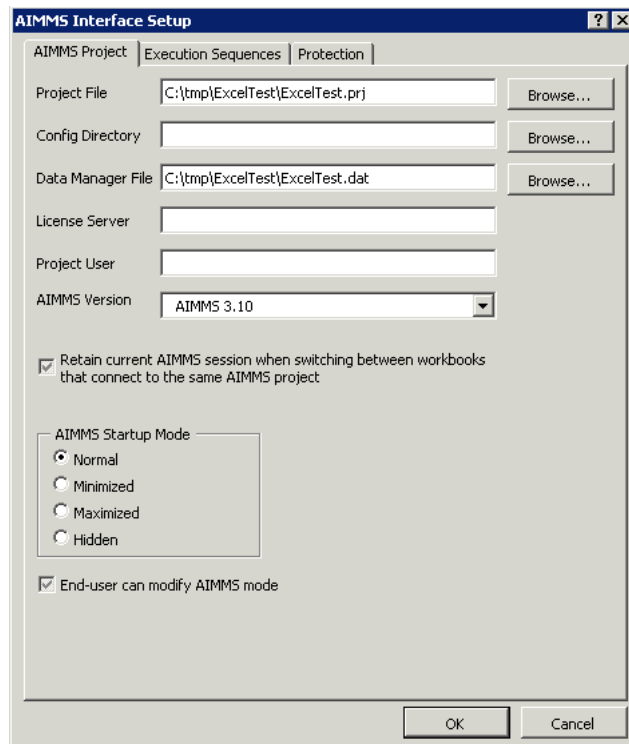 AIMMS Interface Setup
AIMMS Project Execution Sequences Protection
Project File C:\tmp\ExcelTest\ExcelTest.prj Browse...
Config Directory Browse...
Data Manager File C:\tmp\ExcelTest\ExcelTest.dat Browse...
License Server
Project User
AIMMS Version AIMMS 3.10
Retain current AIMMS session when switching between workbooks
that connect to the same AIMMS project
AIMMS Startup Mode
Normal
Minimized
Maximized
Hidden
End-user can modify AIMMS mode
OK Cancel